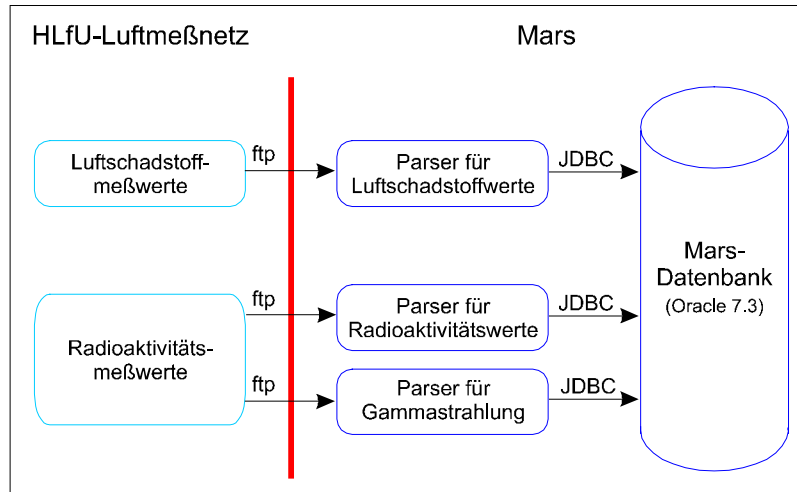 HLfU-Luftmeßnetz
Mars
Luftschadstoff-
meßwerte
ftp
Parser für
Luftschadstoffwerte
JDBC
Radioaktivitäts-
meßwerte
ftp
Parser für
Radioaktivitätswerte
JDBC
ftp
Parser für
Gammastrahlung
JDBC
Mars-
Datenbank
(Oracle 7.3)